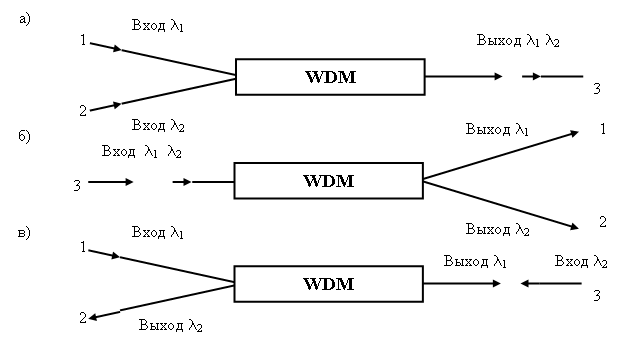 а)
Вход λ1
Выход λ1 λ2
1
WDM
2
3
Вход λ2
б)
Выход λ1
1
Вход λ1 λ2
3
WDM
2
Выход λ2
в)
Вход λ1
1
Выход λ1
Вход λ2
WDM
2
3
Выход λ2